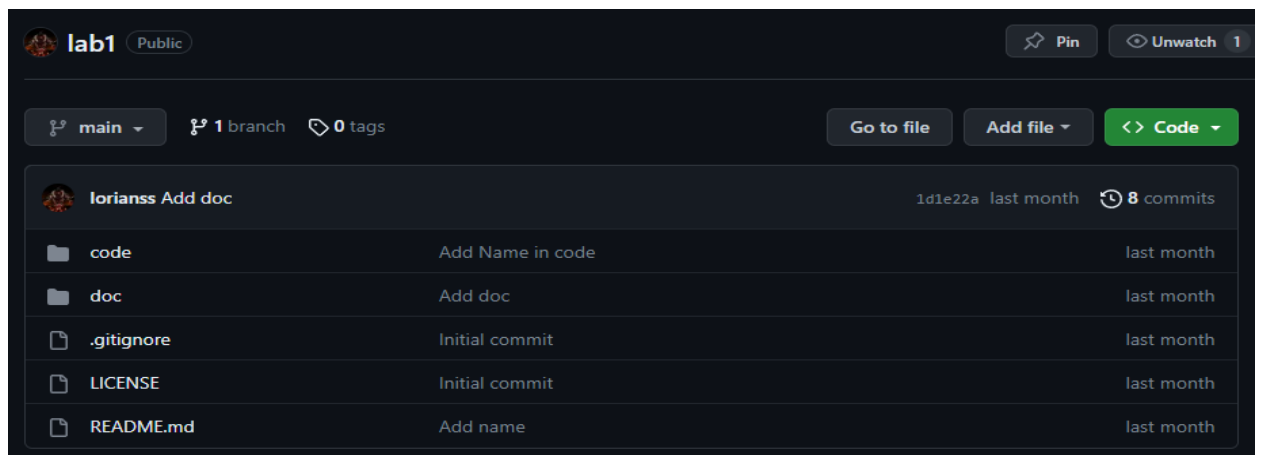 lab1 Public Pin Unwatch 1
main 1 branch 0 tags Go to file Add file Code
lorianss Add doc 1d1e22a last month 8 commits
code Add Name in code last month
doc Add doc last month
.gitignore Initial commit last month
LICENSE Initial commit last month
README.md Add name last month